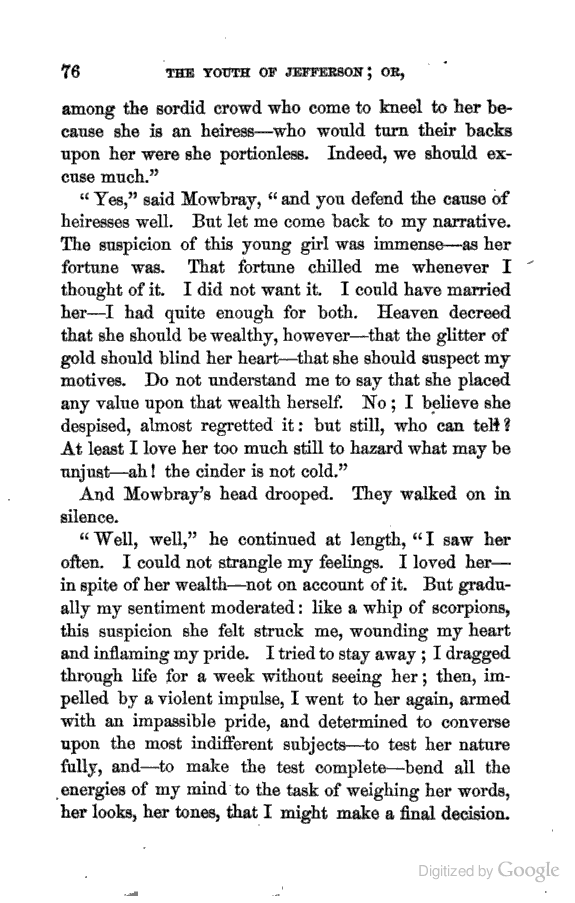 76 THE YOUTH OF JEFFERSON; OR,
among the sordid crowd who come to kneel to her be-
cause she is an heiress—who would turn their backs
upon her were she portionless. Indeed, we should ex-
cuse much.”
“Yes,” said Mowbray, “and you defend the cause of
heiresses well. But let me come back to my narrative.
The suspicion of this young girl was immense—as her
fortune was. That fortune chilled me whenever I
thought of it. I did not want it. I could have married
her—I had quite enough for both. Heaven decreed
that she should be wealthy, however—that the glitter of
gold should blind her heart—that she should suspect my
motives. Do not understand me to say that she placed
any value upon that wealth herself. No; I believe she
despised, almost regretted it: but still, who can tell?
At least I love her too much still to hazard what may be
unjust—ah! the cinder is not cold.”
And Mowbray’s head drooped. They walked on in
silence.
“Well, well,” he continued at length, “I saw her
often. I could not strangle my feelings. I loved her—
in spite of her wealth—not on account of it. But gradu-
ally my sentiment moderated: like a whip of scorpions,
this suspicion she felt struck me, wounding my heart
and inflaming my pride. I tried to stay away; I dragged
through life for a week without seeing her; then, im-
pelled by a violent impulse, I went to her again, armed
with an impassible pride, and determined to converse
upon the most indifferent subjects—to test her nature
fully, and—to make the test complete—bend all the
energies of my mind to the task of weighing her words,
her looks, her tones, that I might make a final decision.
Digitized by Google